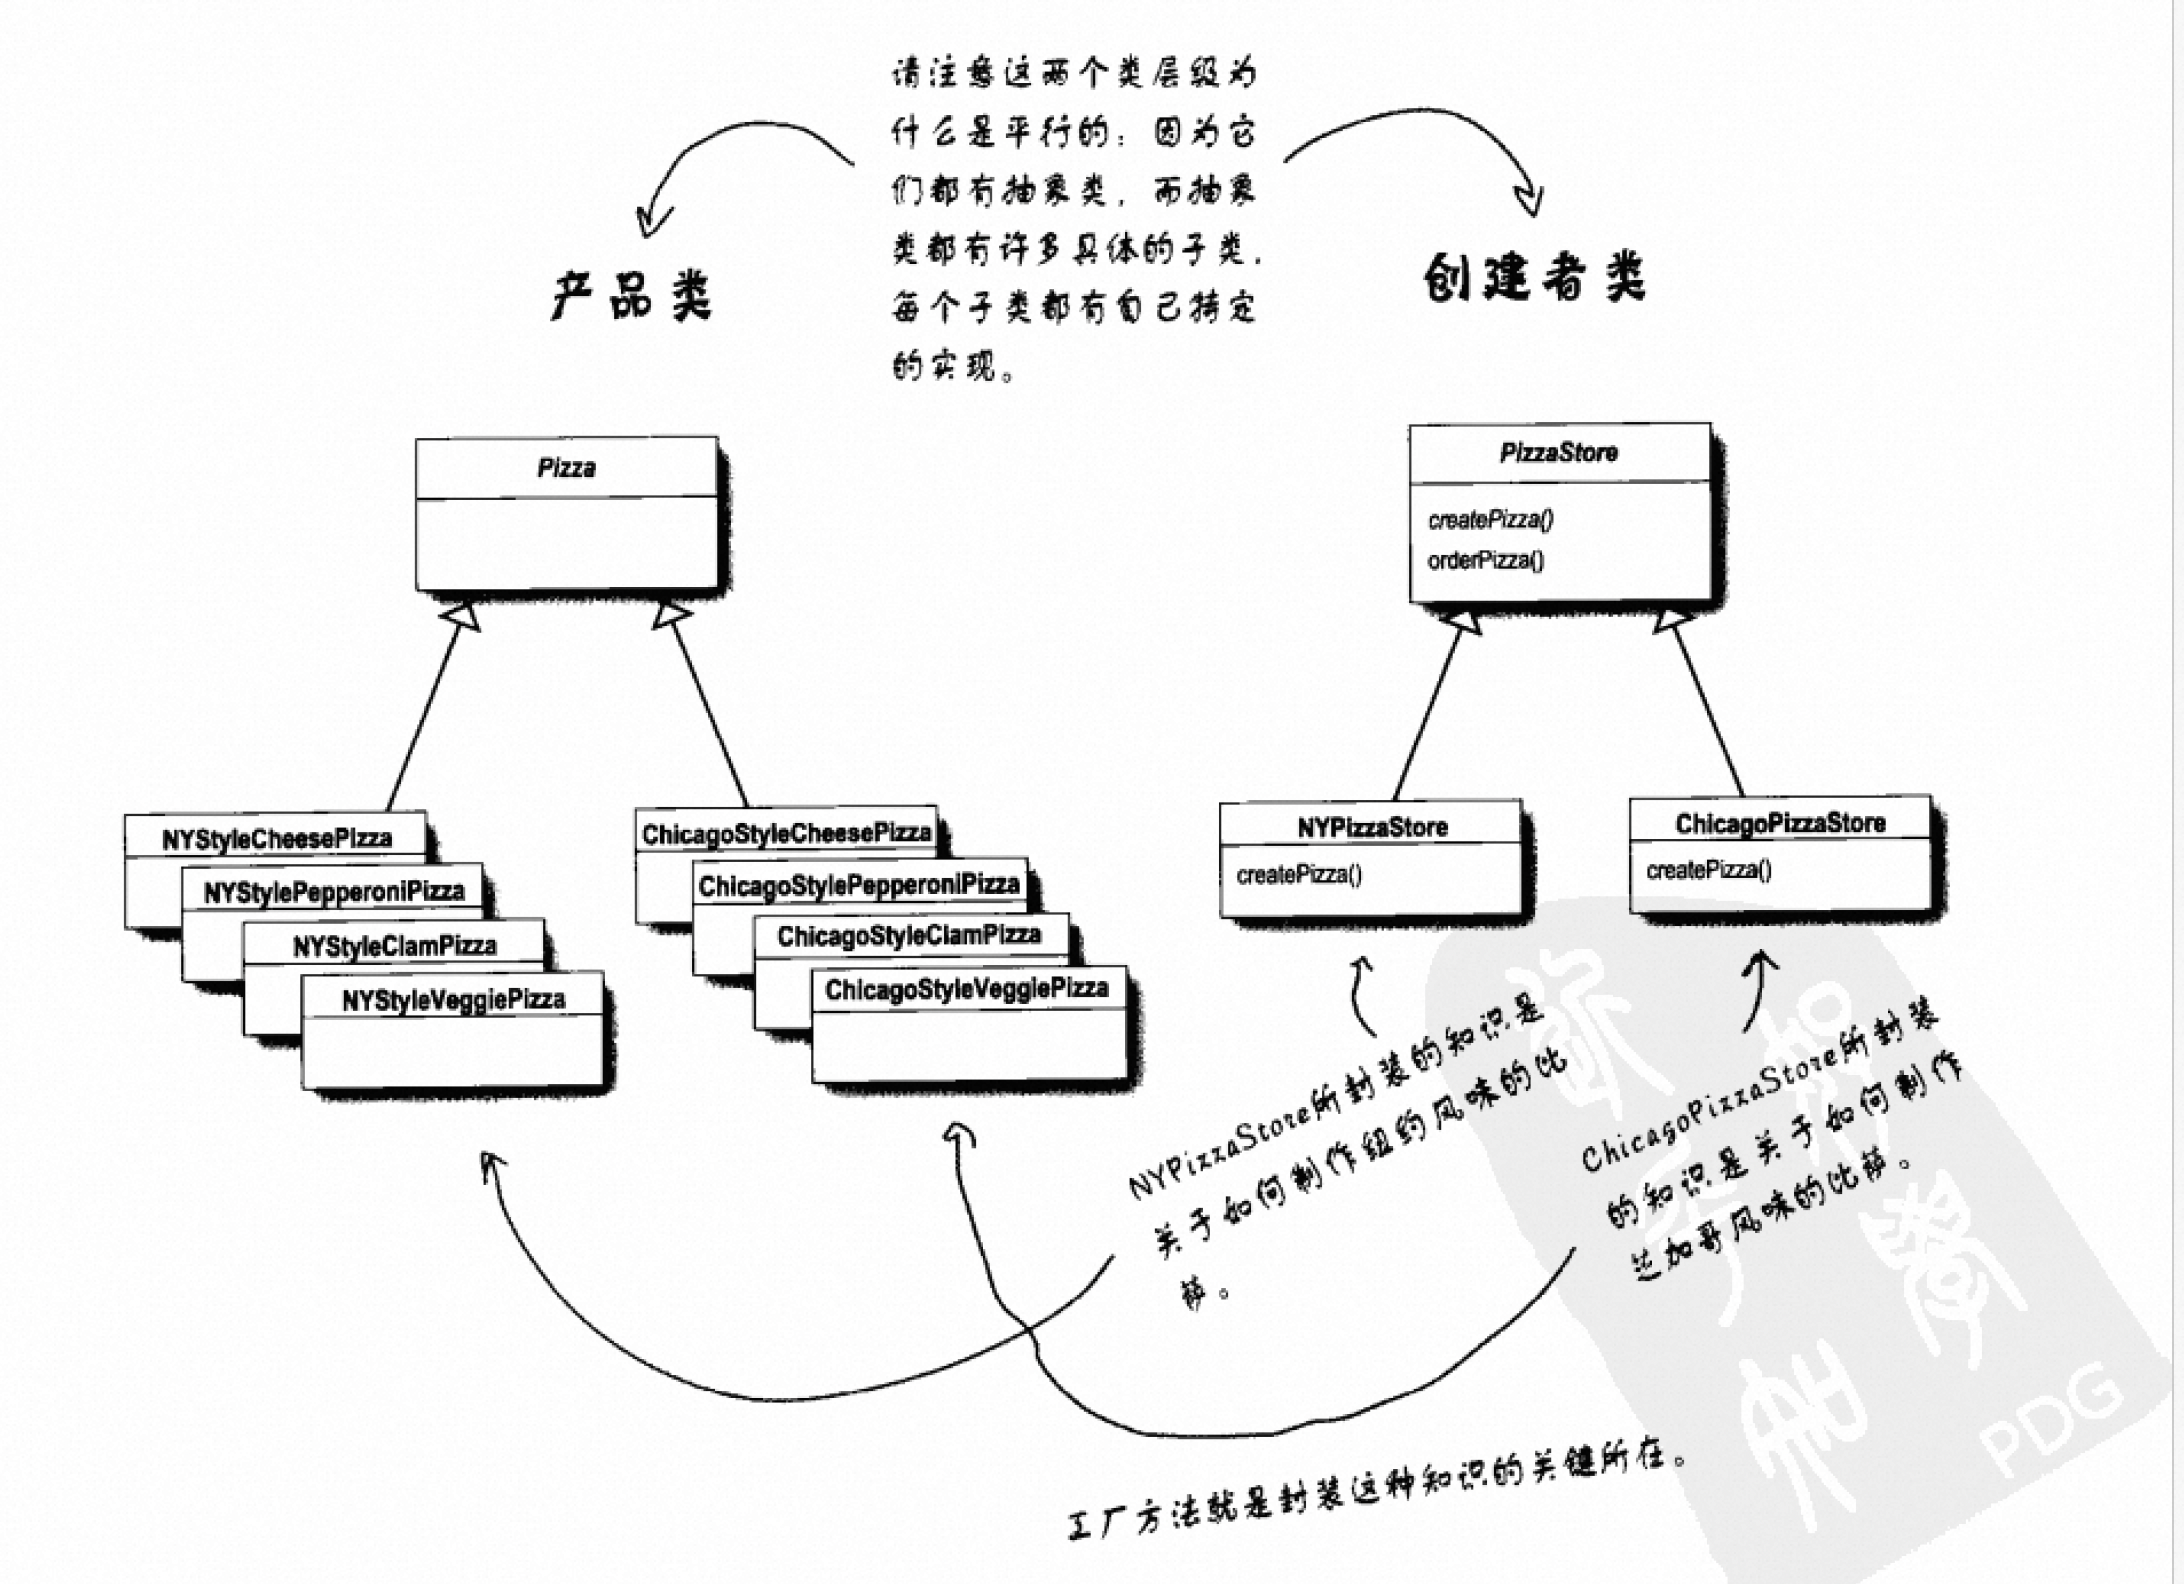 请注意这两个类层级为
什么是平行的：因为它
们都有抽象类，而抽象
类都有许多具体的子类，
每个子类都有自己特定
的实现。
产品类
创建者类
Pizza
PizzaStore
createPizza()
orderPizza()
NYStyleCheesePizza
NYStylePepperoniPizza
NYStyleClamPizza
NYStyleVeggiePizza
ChicagoStyleCheesePizza
ChicagoStylePepperoniPizza
ChicagoStyleClamPizza
ChicagoStyleVeggiePizza
NYPizzaStore
createPizza()
ChicagoPizzaStore
createPizza()
NYPizzaStore所封装的知识是
关于如何制作纽约风味的比
萨。
ChicagoPizzaStore所封装
的知识是关于如何制作
芝加哥风味的比萨。
工厂方法就是封装这种知识的关键所在。
PDG